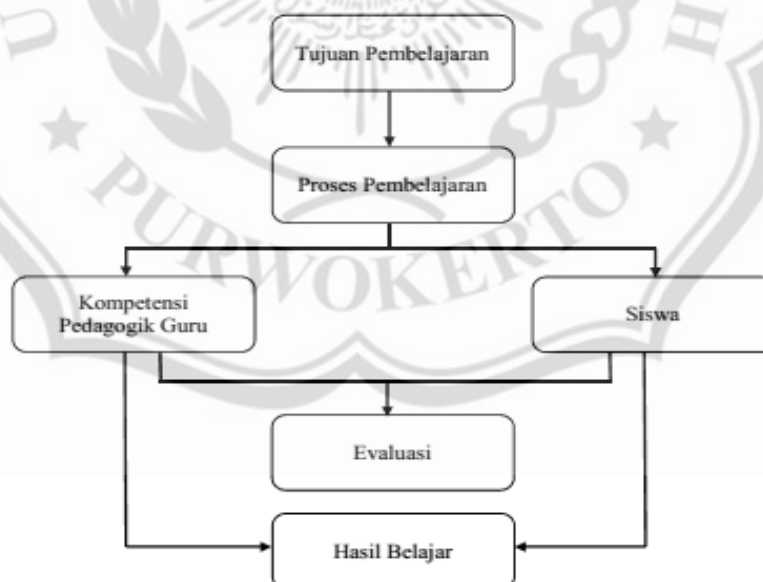 U
H
Tujuan Pembelajaran
Proses Pembelajaran
PURWOKERTO
Kompetensi
Pedagogik Guru
Siswa
Evaluasi
Hasil Belajar